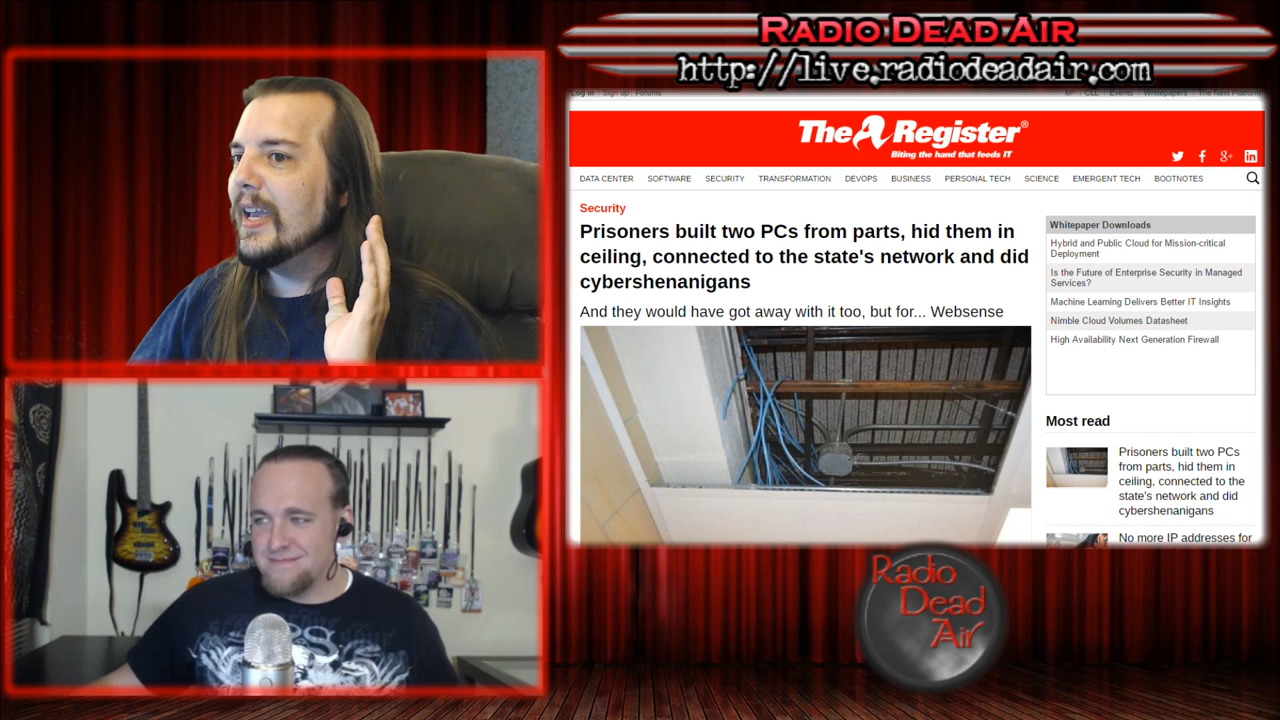 RADIO DEAD AIR
http://live.radiodeadair.com
Log in | Sign up | Forums
Events | Whitepapers | The Next Platform
The Register®
Biting the hand that feeds IT
DATA CENTER SOFTWARE SECURITY TRANSFORMATION DEVOPS BUSINESS PERSONAL TECH SCIENCE EMERGENT TECH BOOTNOTES
Security
Prisoners built two PCs from parts, hid them in
ceiling, connected to the state's network and did
cybershenanigans
And they would have got away with it too, but for... Websense
Whitepaper Downloads
Hybrid and Public Cloud for Mission-critical
Deployment
Is the Future of Enterprise Security in Managed
Services?
Machine Learning Delivers Better IT Insights
Nimble Cloud Volumes Datasheet
High Availability Next Generation Firewall
Most read
Prisoners built two PCs
from parts, hid them in
ceiling, connected to the
state's network and did
cybershenanigans
No more IP addresses for
Radio
Dead
Air